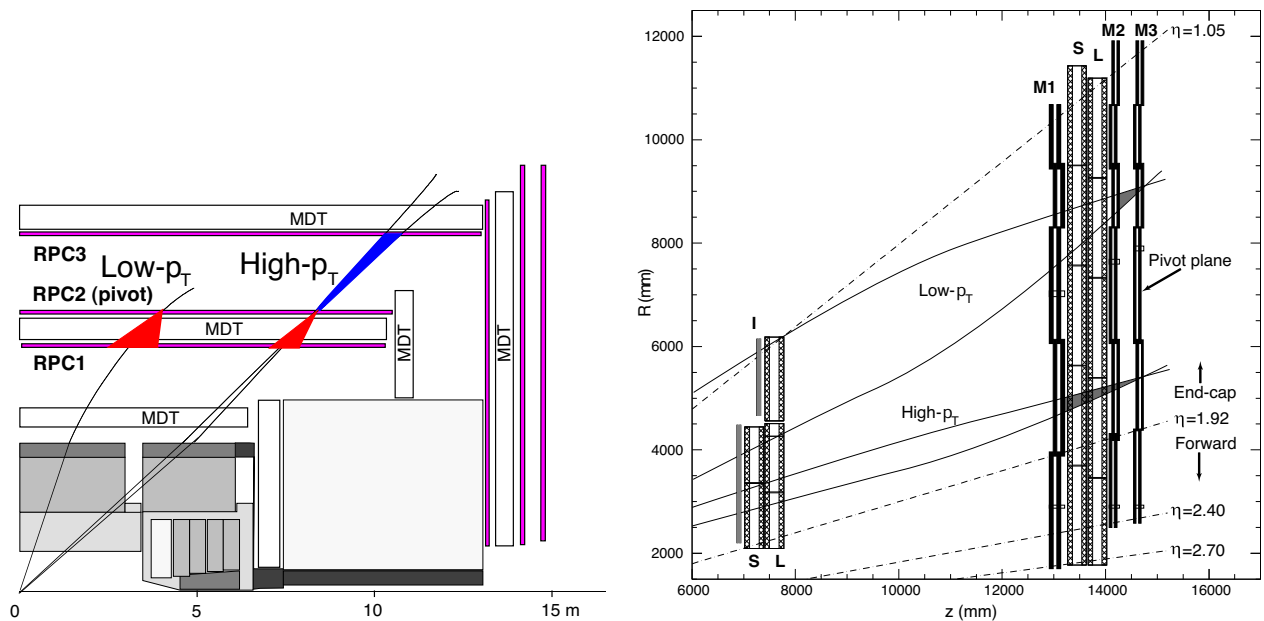 MDT
RPC3
Low-pT
High-pT
RPC2 (pivot)
MDT
RPC1
MDT
MDT
MDT
0
5
10
15 m
R (mm)
12000
10000
8000
6000
4000
2000
6000
8000
10000
12000
14000
z (mm)
M1
S
L
M2
M3
η=1.05
Low-pT
Pivot plane
I
High-pT
End-cap
η=1.92
Forward
η=2.40
η=2.70
S
L